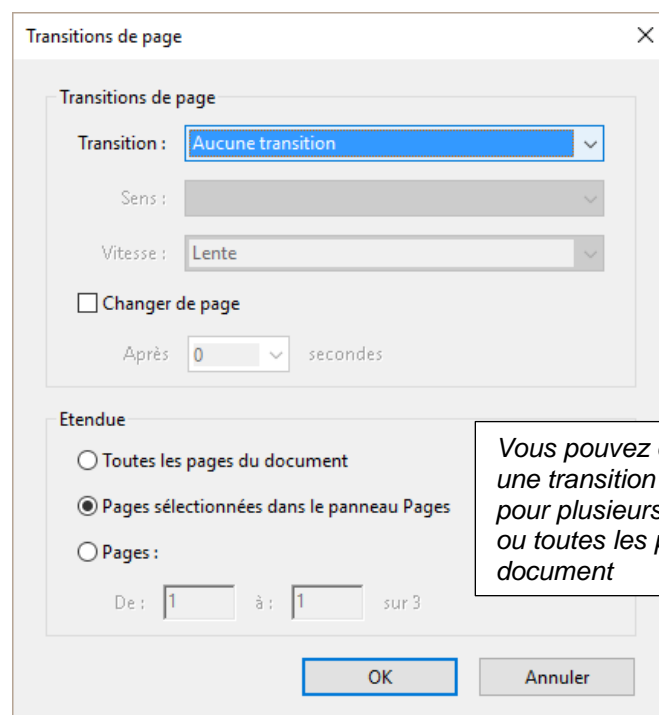 Transitions de page
Transitions de page
Transition : Aucune transition
Sens :
Vitesse : Lente
Changer de page
Après 0 secondes
Etendue
Toutes les pages du document
Pages sélectionnées dans le panneau Pages
Pages :
De : 1 à : 1 sur 3
Vous pouvez
une transition
pour plusieurs
ou toutes les
document
OK Annuler